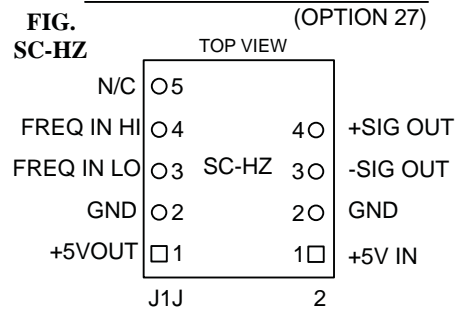 FIG. (OPTION 27)
SC-HZ TOP VIEW
N/C 5
FREQ IN HI 4 4 +SIG OUT
FREQ IN LO 3 SC-HZ 3 -SIG OUT
GND 2 2 GND
+5VOUT 1 1 +5V IN
J1J 2